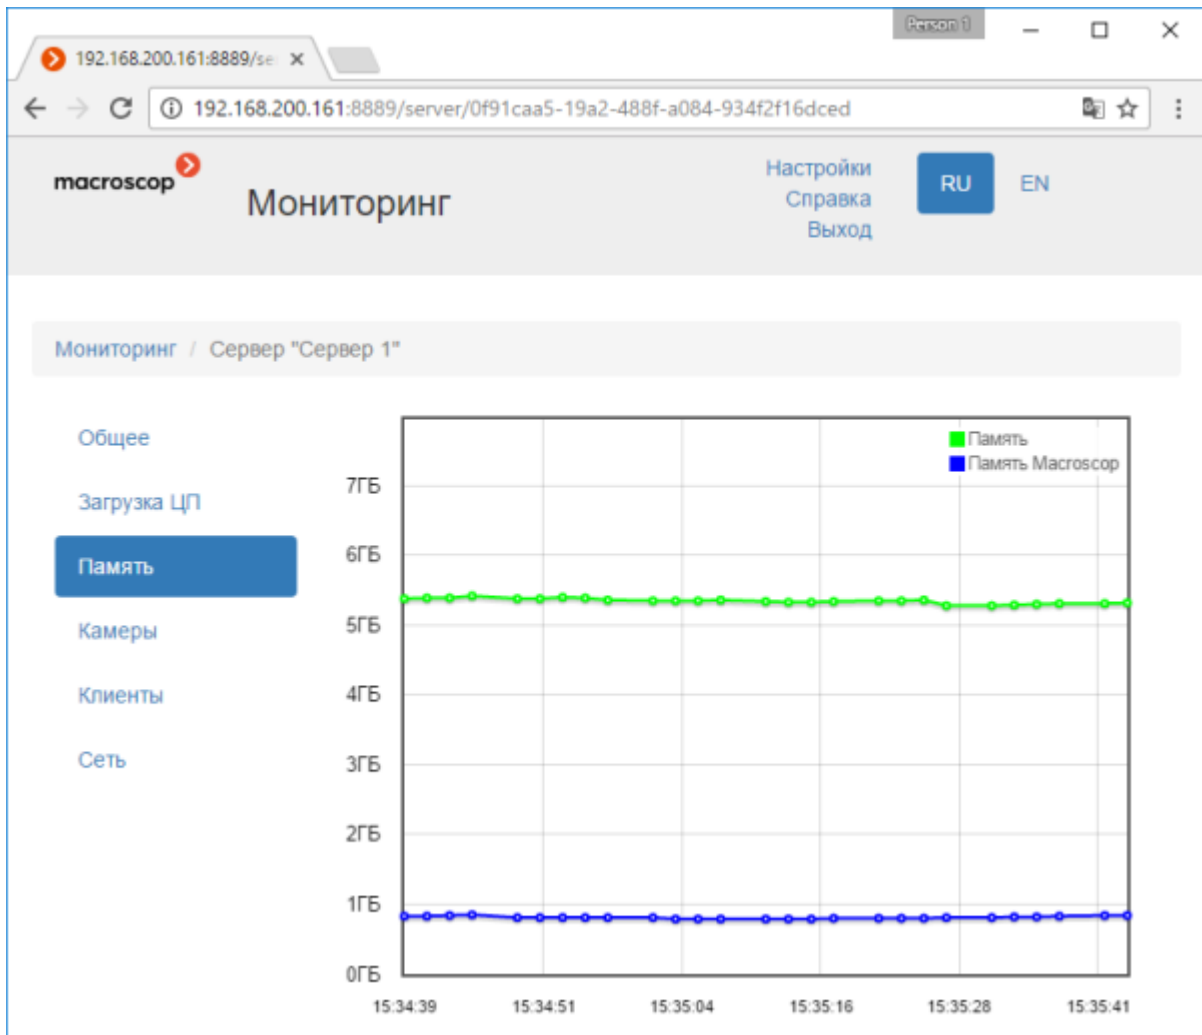 Person 1
192.168.200.161:8889/se
192.168.200.161:8889/server/0f91caa5-19a2-488f-a084-934f2f16dced
macroscop
Мониторинг
Настройки
Справка
Выход
RU
EN
Мониторинг / Сервер "Сервер 1"
Общее
Загрузка ЦП
Память
Камеры
Клиенты
Сеть
Память
Память Macroscop
7ГБ
6ГБ
5ГБ
4ГБ
3ГБ
2ГБ
1ГБ
0ГБ
15:34:39 15:34:51 15:35:04 15:35:16 15:35:28 15:35:41